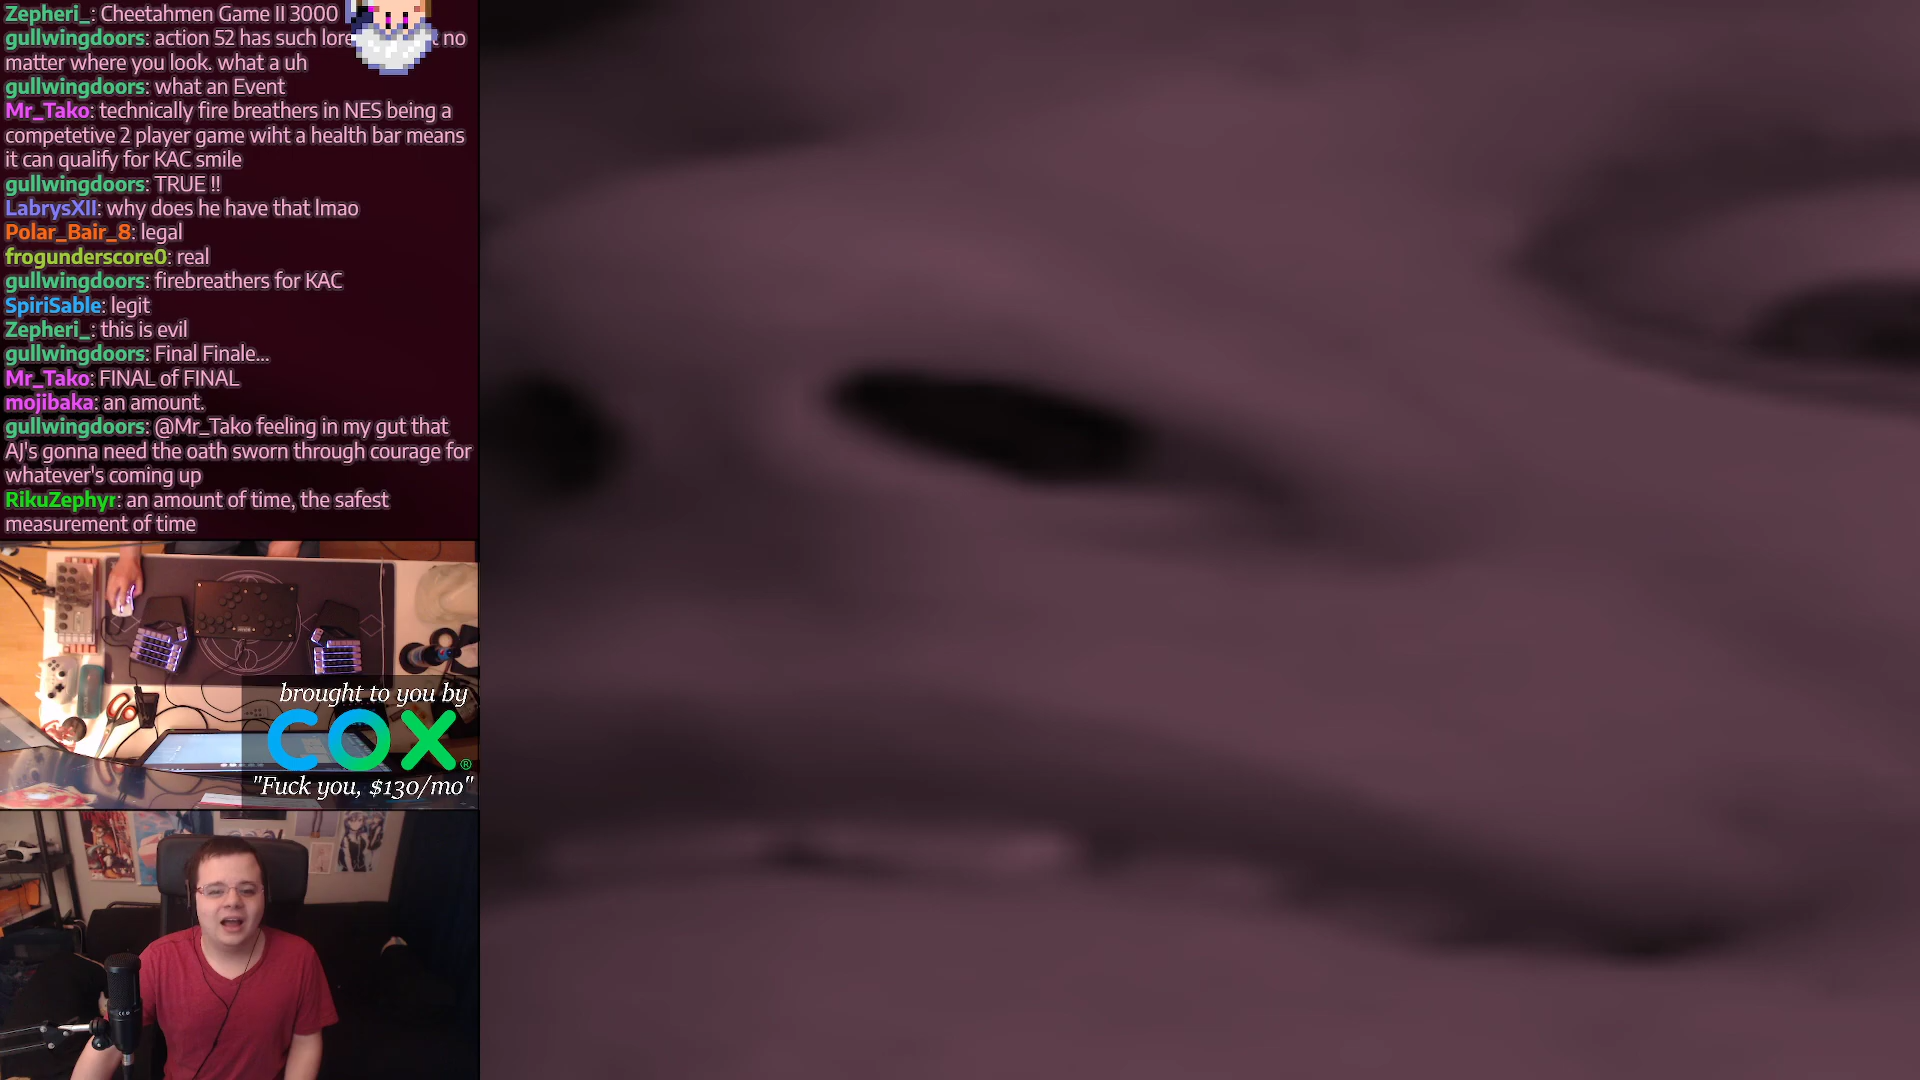 Zepheri_: Cheetahmen Game II 3000
gullwingdoors: action 52 has such lore no
matter where you look. what a uh
gullwingdoors: what an Event
Mr_Tako: technically fire breathers in NES being a
competetive 2 player game wiht a health bar means
it can qualify for KAC smile
gullwingdoors: TRUE !!
LabrysXII: why does he have that lmao
Polar_Bair_8: legal
frogunderscore0: real
gullwingdoors: firebreathers for KAC
SpiriSable: legit
Zepheri_: this is evil
gullwingdoors: Final Finale...
Mr_Tako: FINAL of FINAL
mojibaka: an amount.
gullwingdoors: @Mr_Tako feeling in my gut that
AJ's gonna need the oath sworn through courage for
whatever's coming up
RikuZephyr: an amount of time, the safest
measurement of time
brought to you by
COX®
"Fuck you, $130/mo"